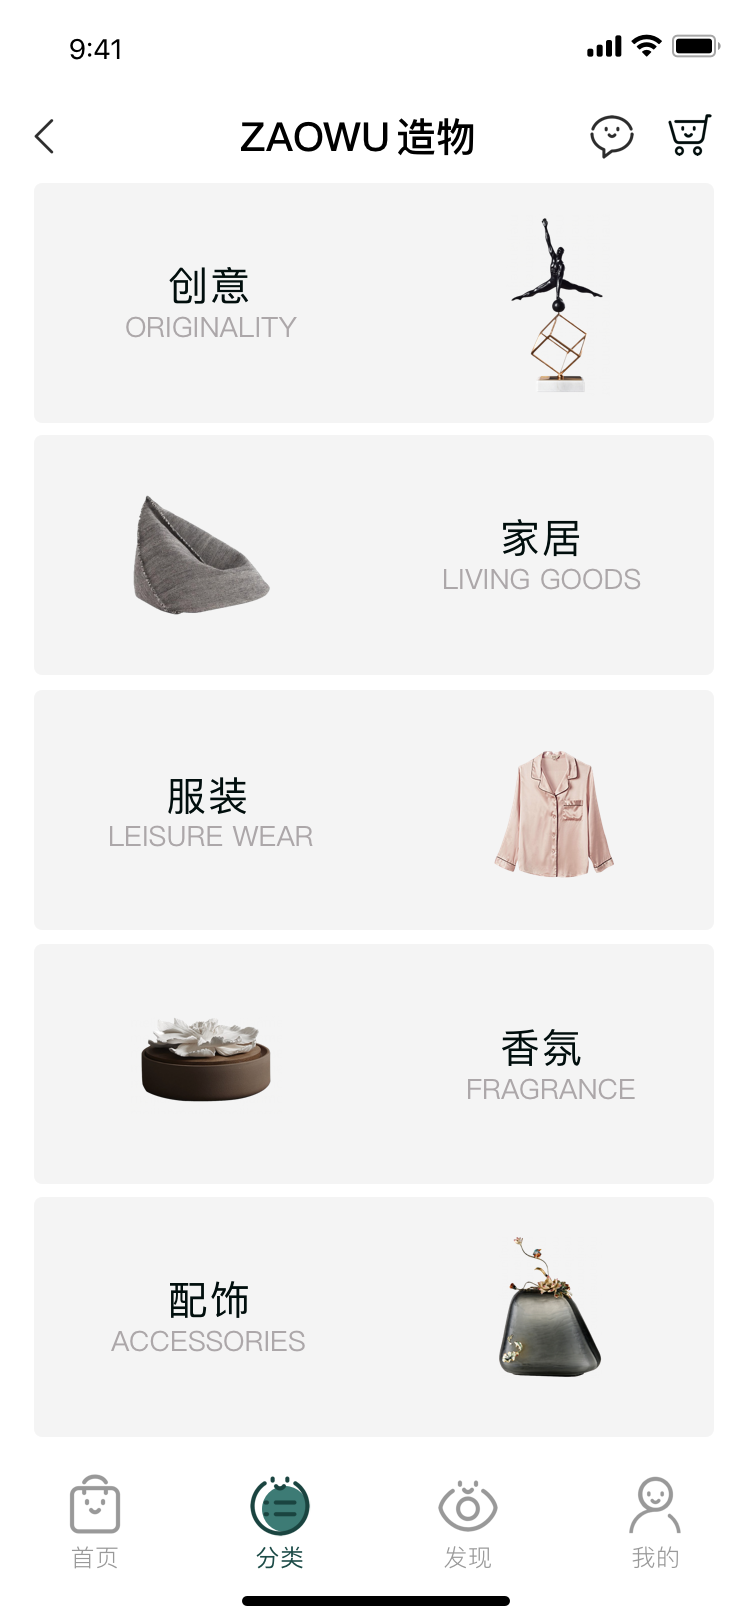 9:41
ZAOWU 造物
创意
ORIGINALITY
家居
LIVING GOODS
服装
LEISURE WEAR
香氛
FRAGRANCE
配饰
ACCESSORIES
首页
分类
发现
我的